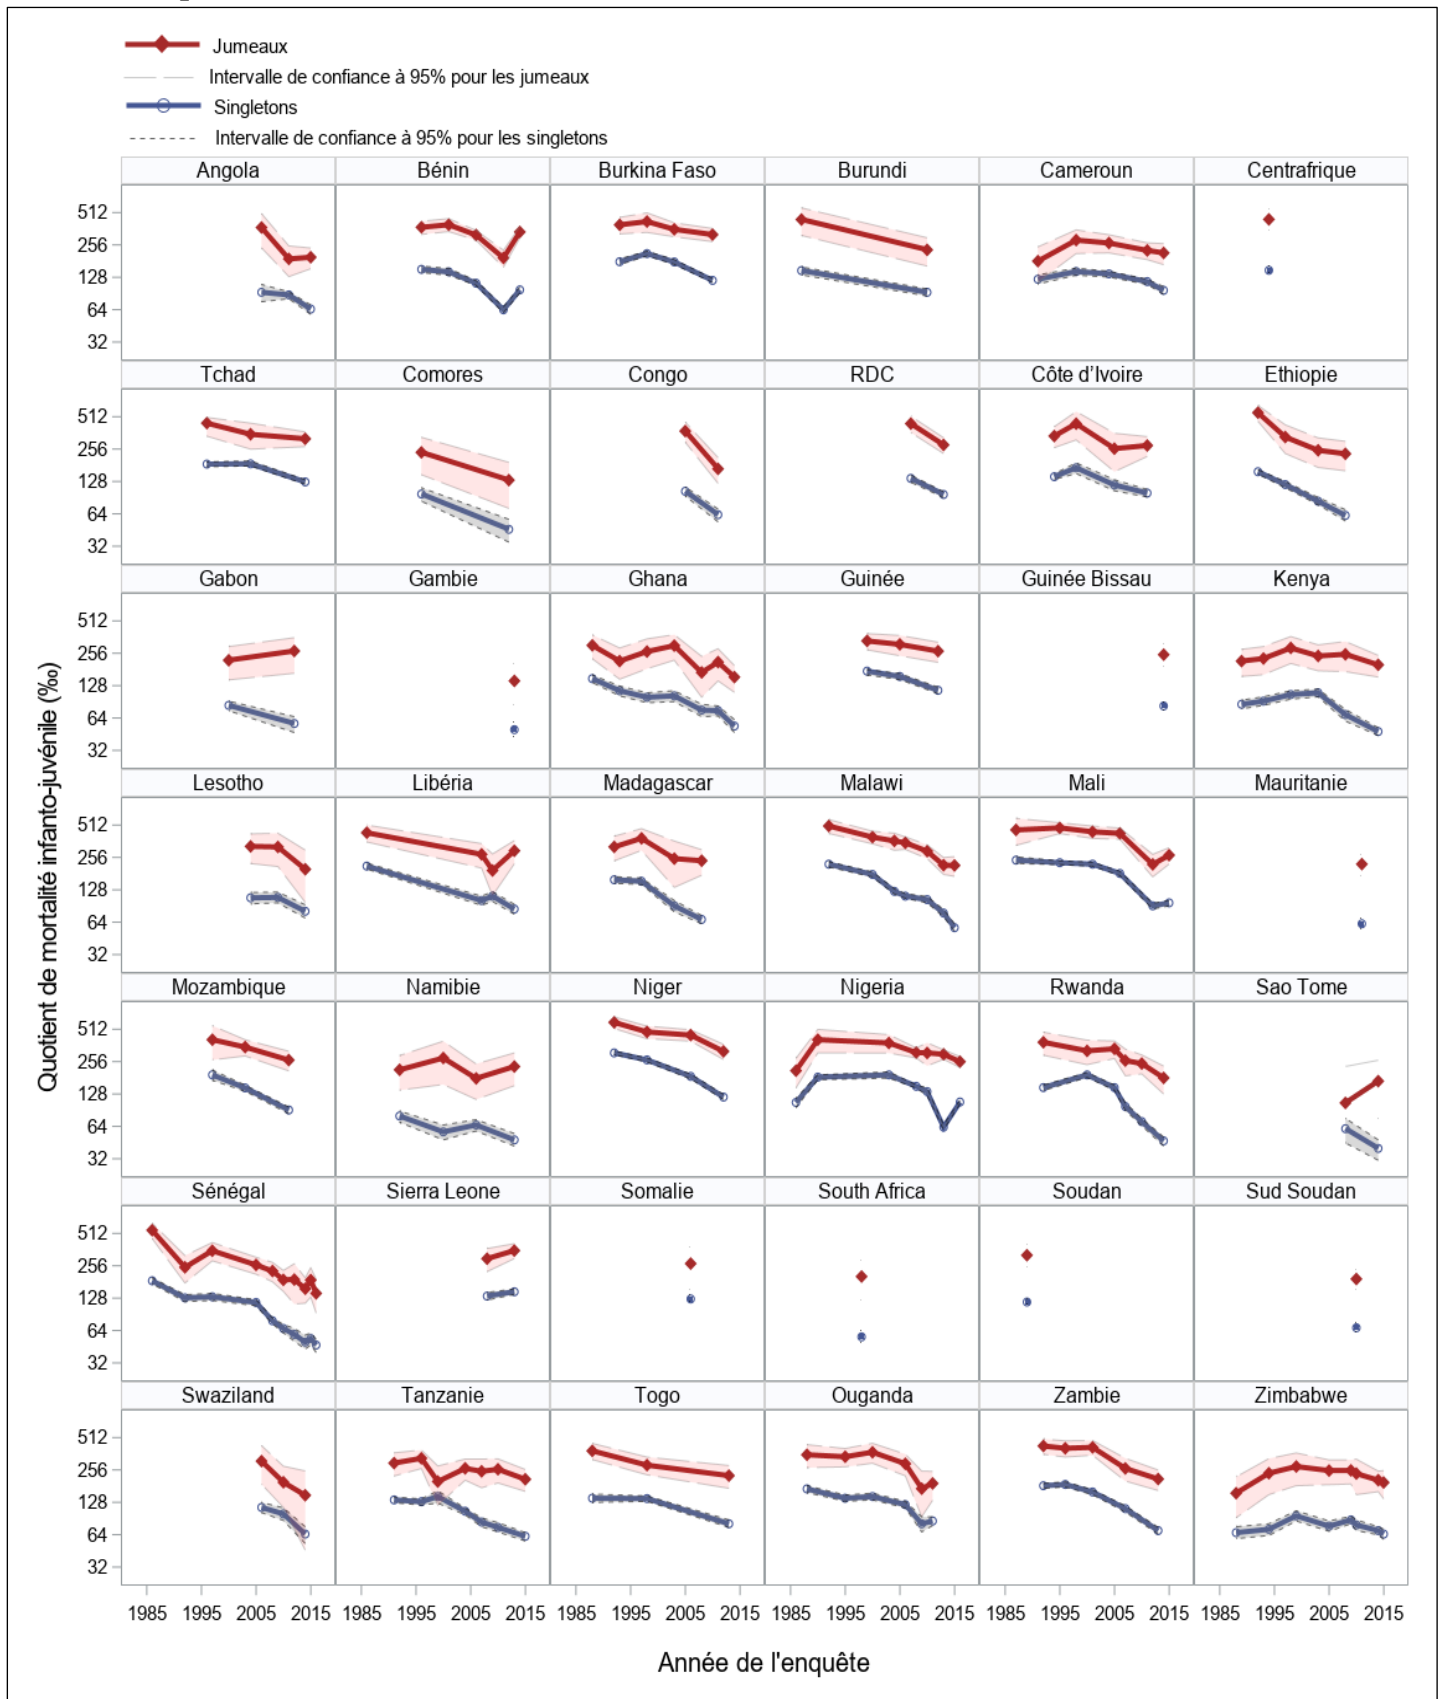 Jumeaux
Intervalle de confiance à 95% pour les jumeaux
Singletons
Intervalle de confiance à 95% pour les singletons
Angola Bénin Burkina Faso Burundi Cameroun Centrafrique
512
256
128
64
32
Tchad Comores Congo RDC Côte d'Ivoire Ethiopie
512
256
128
64
32
Gabon Gambie Ghana Guinée Guinée Bissau Kenya
512
256
128
64
32
Quotient de mortalité infanto-juvénile (‰)
Lesotho Libéria Madagascar Malawi Mali Mauritanie
512
256
128
64
32
Mozambique Namibie Niger Nigeria Rwanda Sao Tome
512
256
128
64
32
Sénégal Sierra Leone Somalie South Africa Soudan Sud Soudan
512
256
128
64
32
Swaziland Tanzanie Togo Ouganda Zambie Zimbabwe
512
256
128
64
32
1985 1995 2005 2015 1985 1995 2005 2015 1985 1995 2005 2015 1985 1995 2005 2015 1985 1995 2005 2015 1985 1995 2005 2015
Année de l'enquête